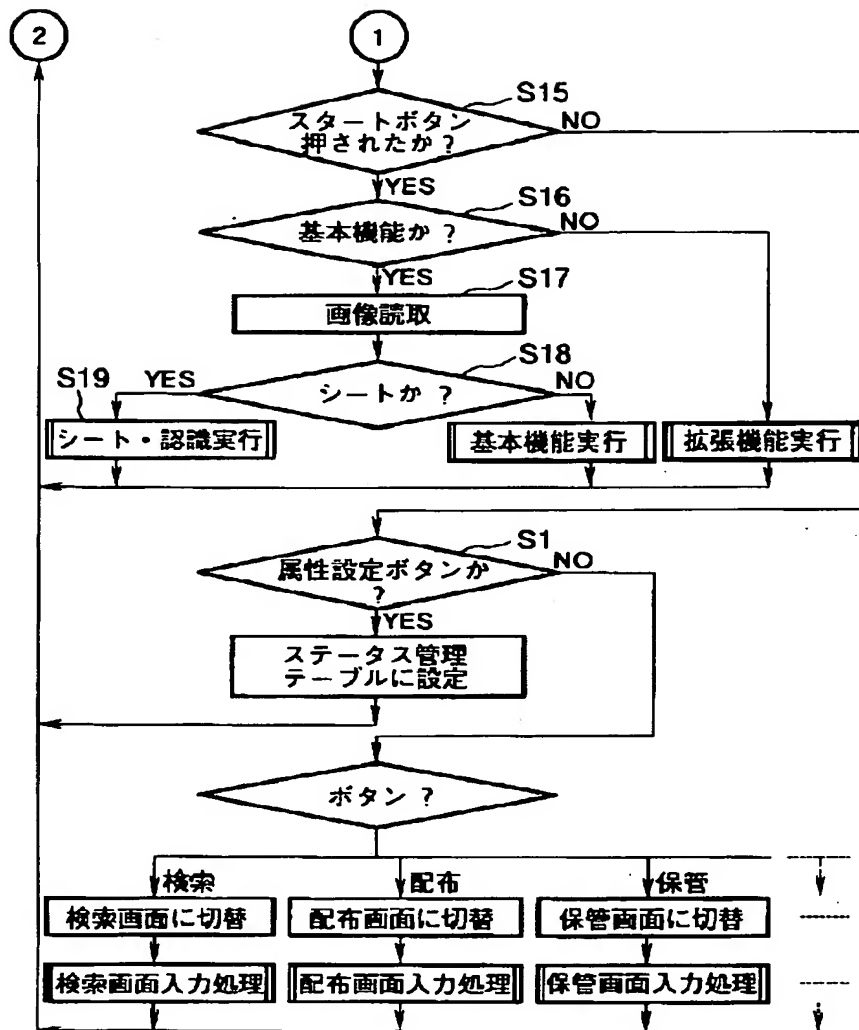 2
1
S15
スタートボタン
押されたか？
NO
YES
S16
基本機能か？
NO
YES
S17
画像読取
S18
シートか？
YES
NO
S19
シート・認識実行
基本機能実行
拡張機能実行
S1
属性設定ボタンか
？
NO
YES
ステータス管理
テーブルに設定
ボタン？
検索
配布
保管
検索画面に切替
配布画面に切替
保管画面に切替
検索画面入力処理
配布画面入力処理
保管画面入力処理